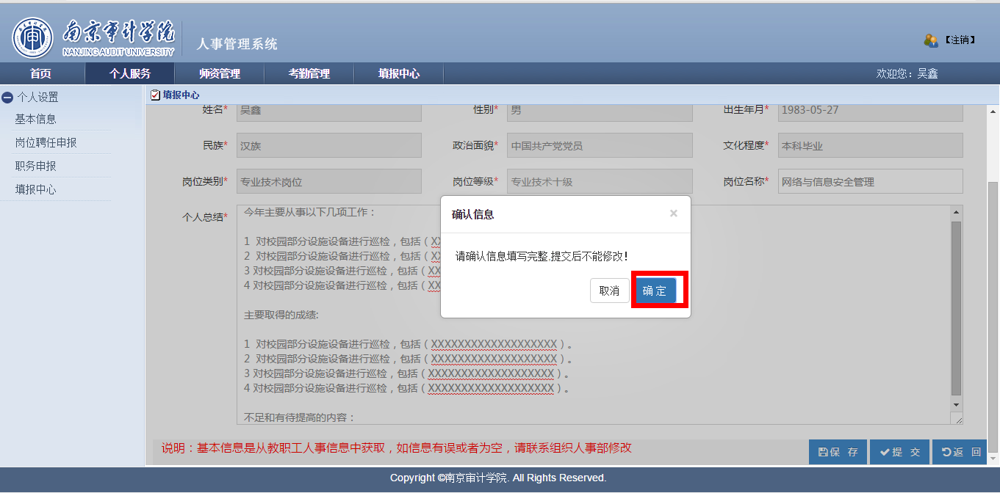 南京审计学院
NANJING AUDIT UNIVERSITY
人事管理系统
【注销】
首页 个人服务 师资管理 考勤管理 填报中心 欢迎您：吴鑫
个人设置
基本信息
岗位聘任申报
职务申报
填报中心
填报中心
姓名* 吴鑫 性别* 男 出生年月* 1983-05-27
民族* 汉族 政治面貌* 中国共产党党员 文化程度* 本科毕业
岗位类别* 专业技术岗位 岗位等级* 专业技术十级 岗位名称* 网络与信息安全管理
个人总结*
今年主要从事以下几项工作：
1 对校园部分设施设备进行巡检，包括（XX
2 对校园部分设施设备进行巡检，包括（XX
3 对校园部分设施设备进行巡检，包括（XX
4 对校园部分设施设备进行巡检，包括（XX
主要取得的成绩:
1 对校园部分设施设备进行巡检，包括（XXXXXXXXXXXXXXXXXXX）。
2 对校园部分设施设备进行巡检，包括（XXXXXXXXXXXXXXXXXXX）。
3 对校园部分设施设备进行巡检，包括（XXXXXXXXXXXXXXXXXXX）。
4 对校园部分设施设备进行巡检，包括（XXXXXXXXXXXXXXXXXXX）。
不足和有待提高的内容：
确认信息 ×
请确认信息填写完整,提交后不能修改！
取消 确 定
说明：基本信息是从教职工人事信息中获取，如信息有误或者为空，请联系组织人事部修改
保 存 提 交 返 回
Copyright ©南京审计学院. All Rights Reserved.